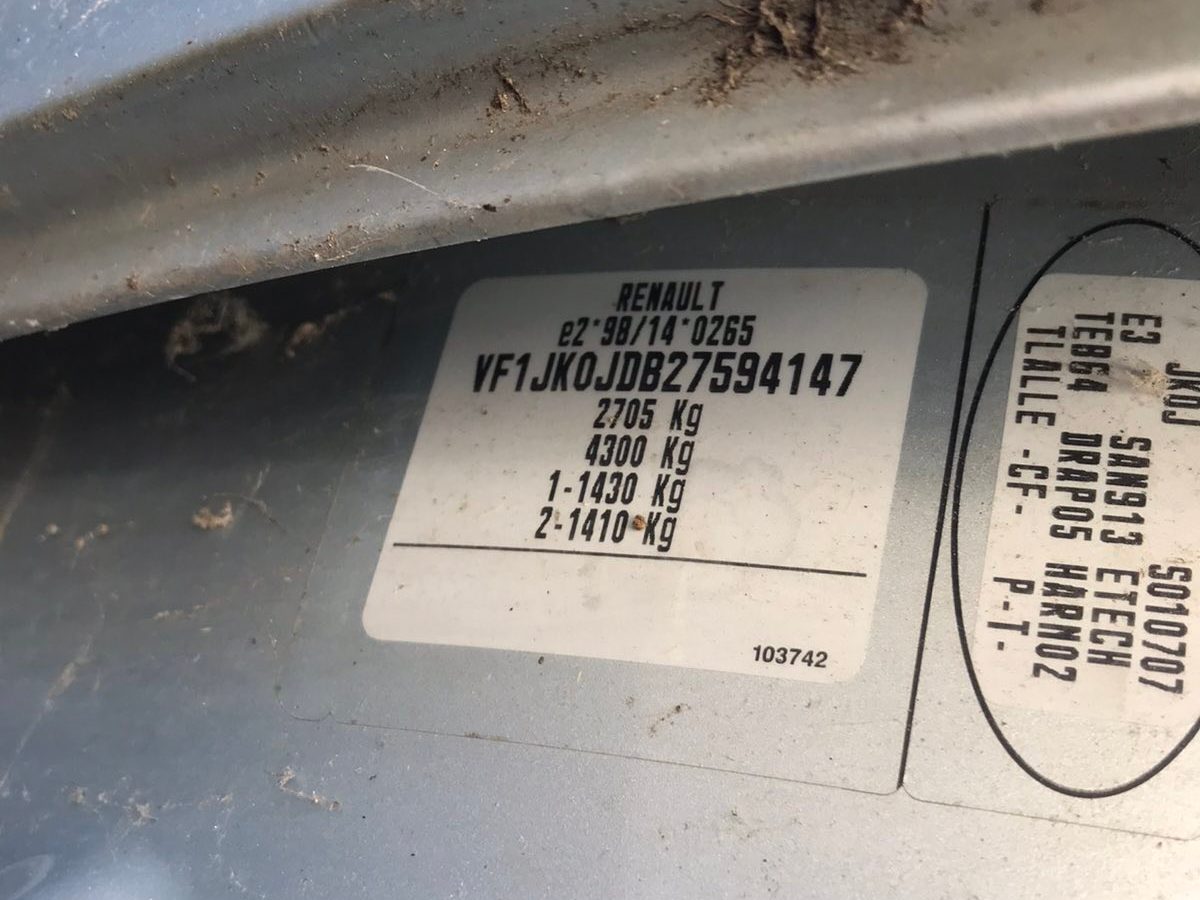 RENAULT
e2*98/14*0265
VF1JK0JDB27594147
2705 Kg
4300 Kg
1-1430 Kg
2-1410 Kg
103742
JK0J S010707
E3 SAN913 ETECH
TEB64 DRAP05 HARM02
TLALLE -CF- P-T-